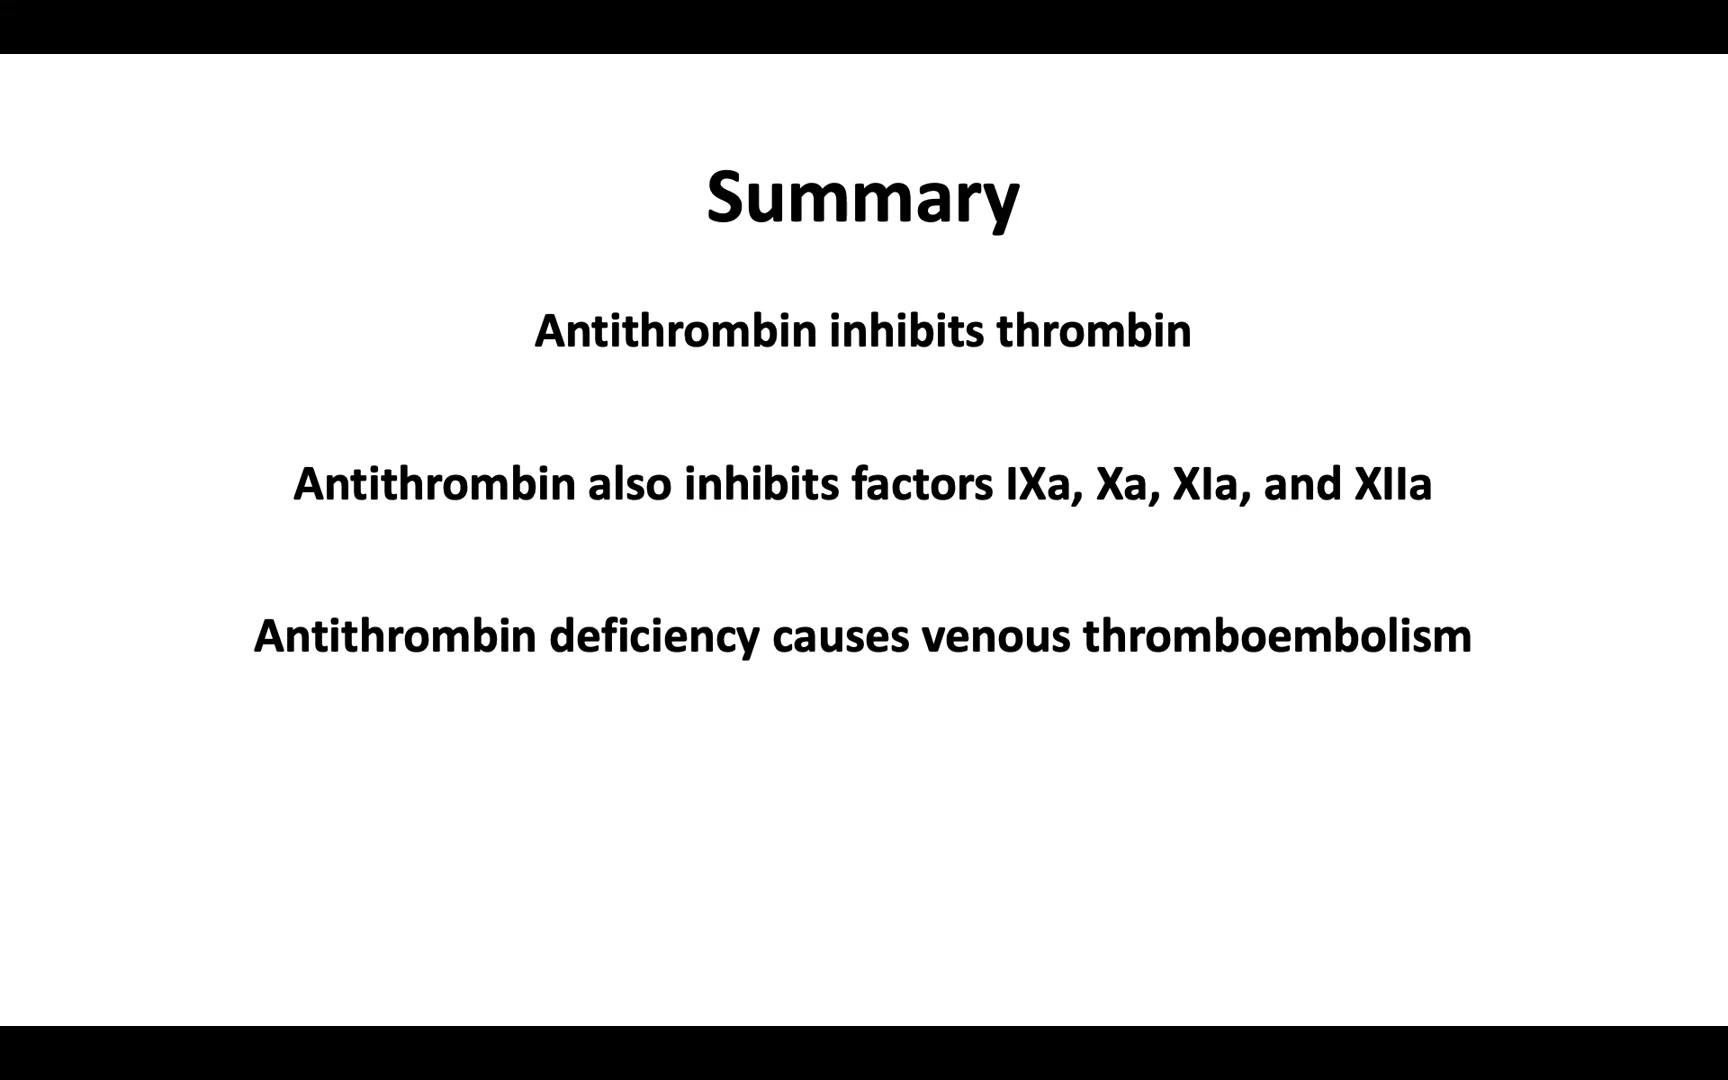 Summary
Antithrombin inhibits thrombin
Antithrombin also inhibits factors IXa, Xa, XIa, and XIIa
Antithrombin deficiency causes venous thromboembolism